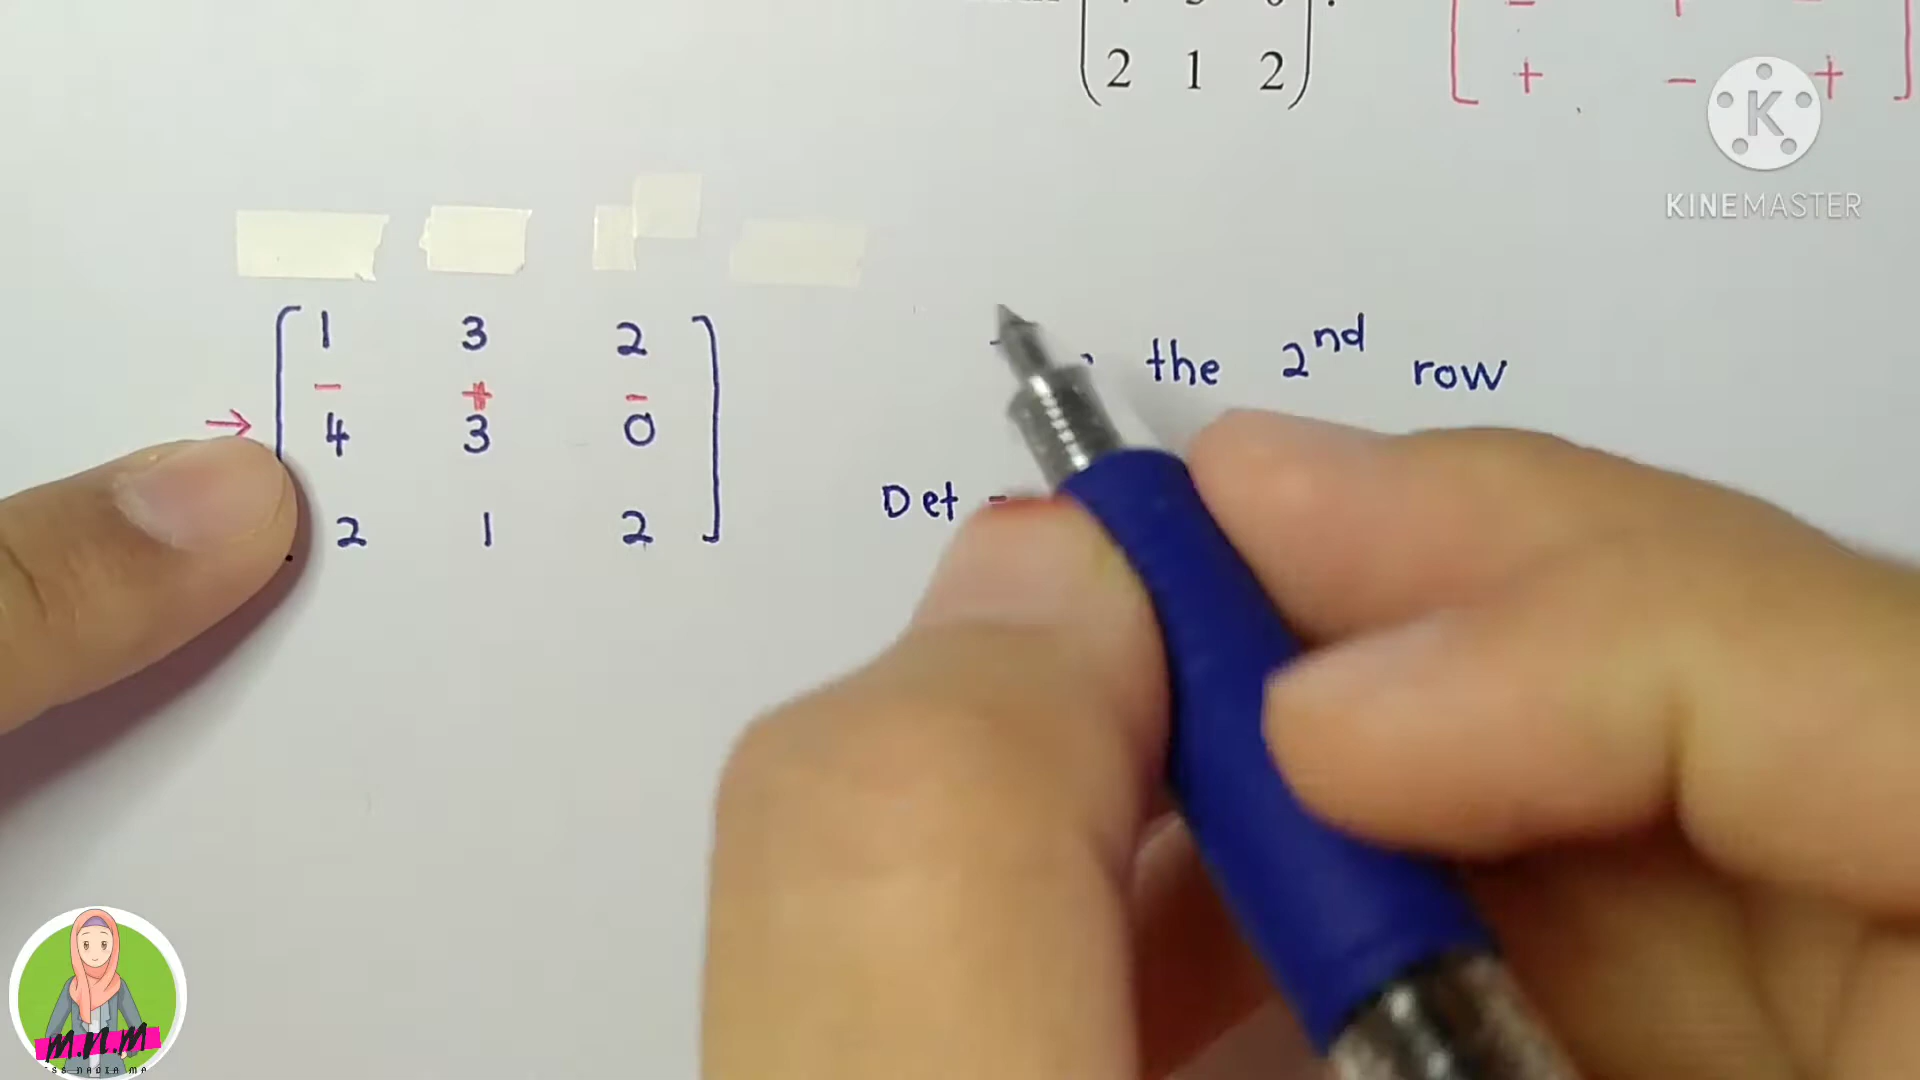 2 1 2
+ - +
KINEMASTER
1 3 2
- + -
→ 4 3 0
2 1 2
the 2nd row
Det =
M.N.M